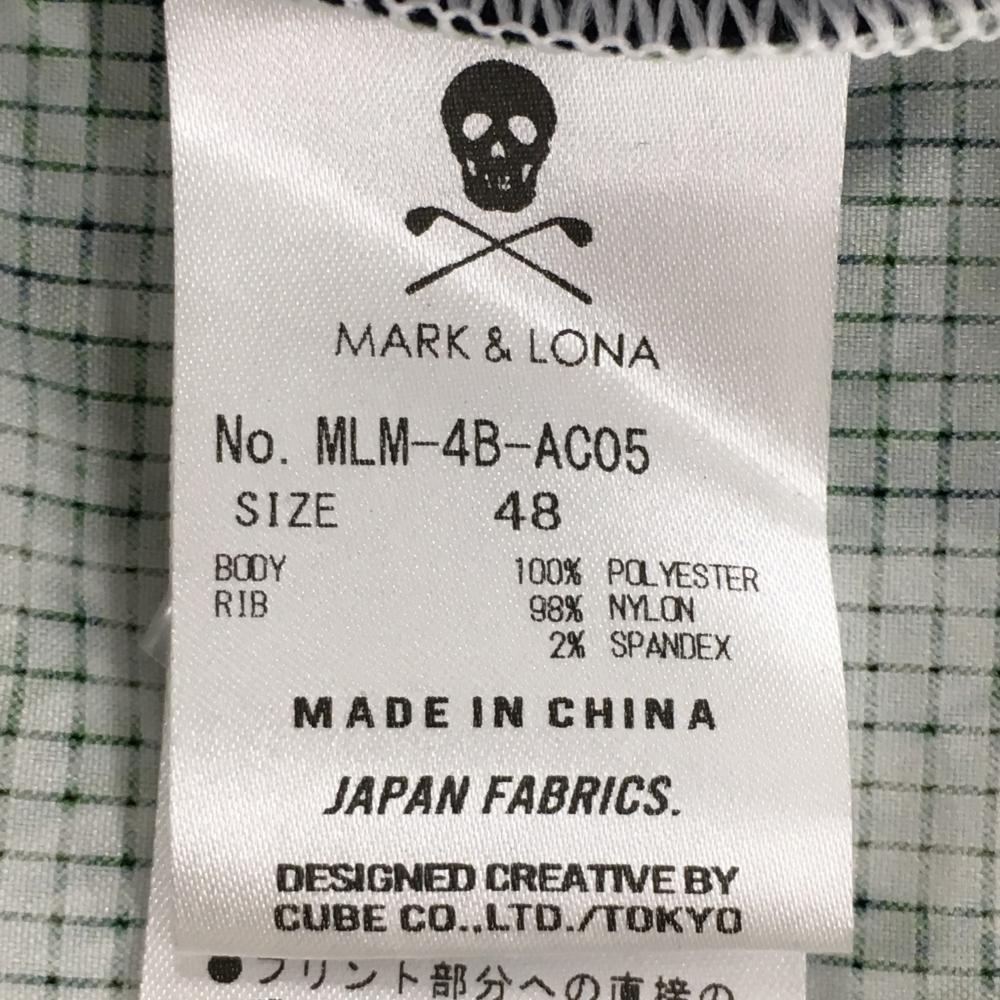 MARK & LONA
No. MLM-4B-AC05
SIZE 48
BODY 100% POLYESTER
RIB 98% NYLON
2% SPANDEX
MADE IN CHINA
JAPAN FABRICS.
DESIGNED CREATIVE BY
CUBE CO.,LTD./TOKYO
●プリント部分への直接の